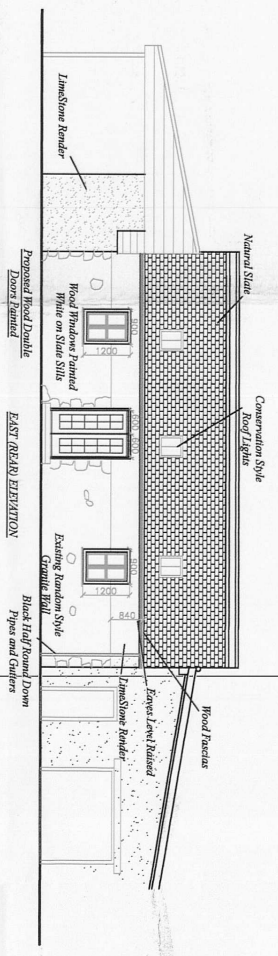 Natural Slate
Conservation Style
Roof Lights
Wood Fascias
LimeStone Render
Wood Windows Painted
White on Slate Sills
900
1200
600
600
900
1200
840
Eaves Level Raised
LimeStone Render
Existing Random Style
Granite Wall
Proposed Wood Double
Doors Painted
EAST (REAR) ELEVATION
Black Half Round Down
Pipes and Gutters